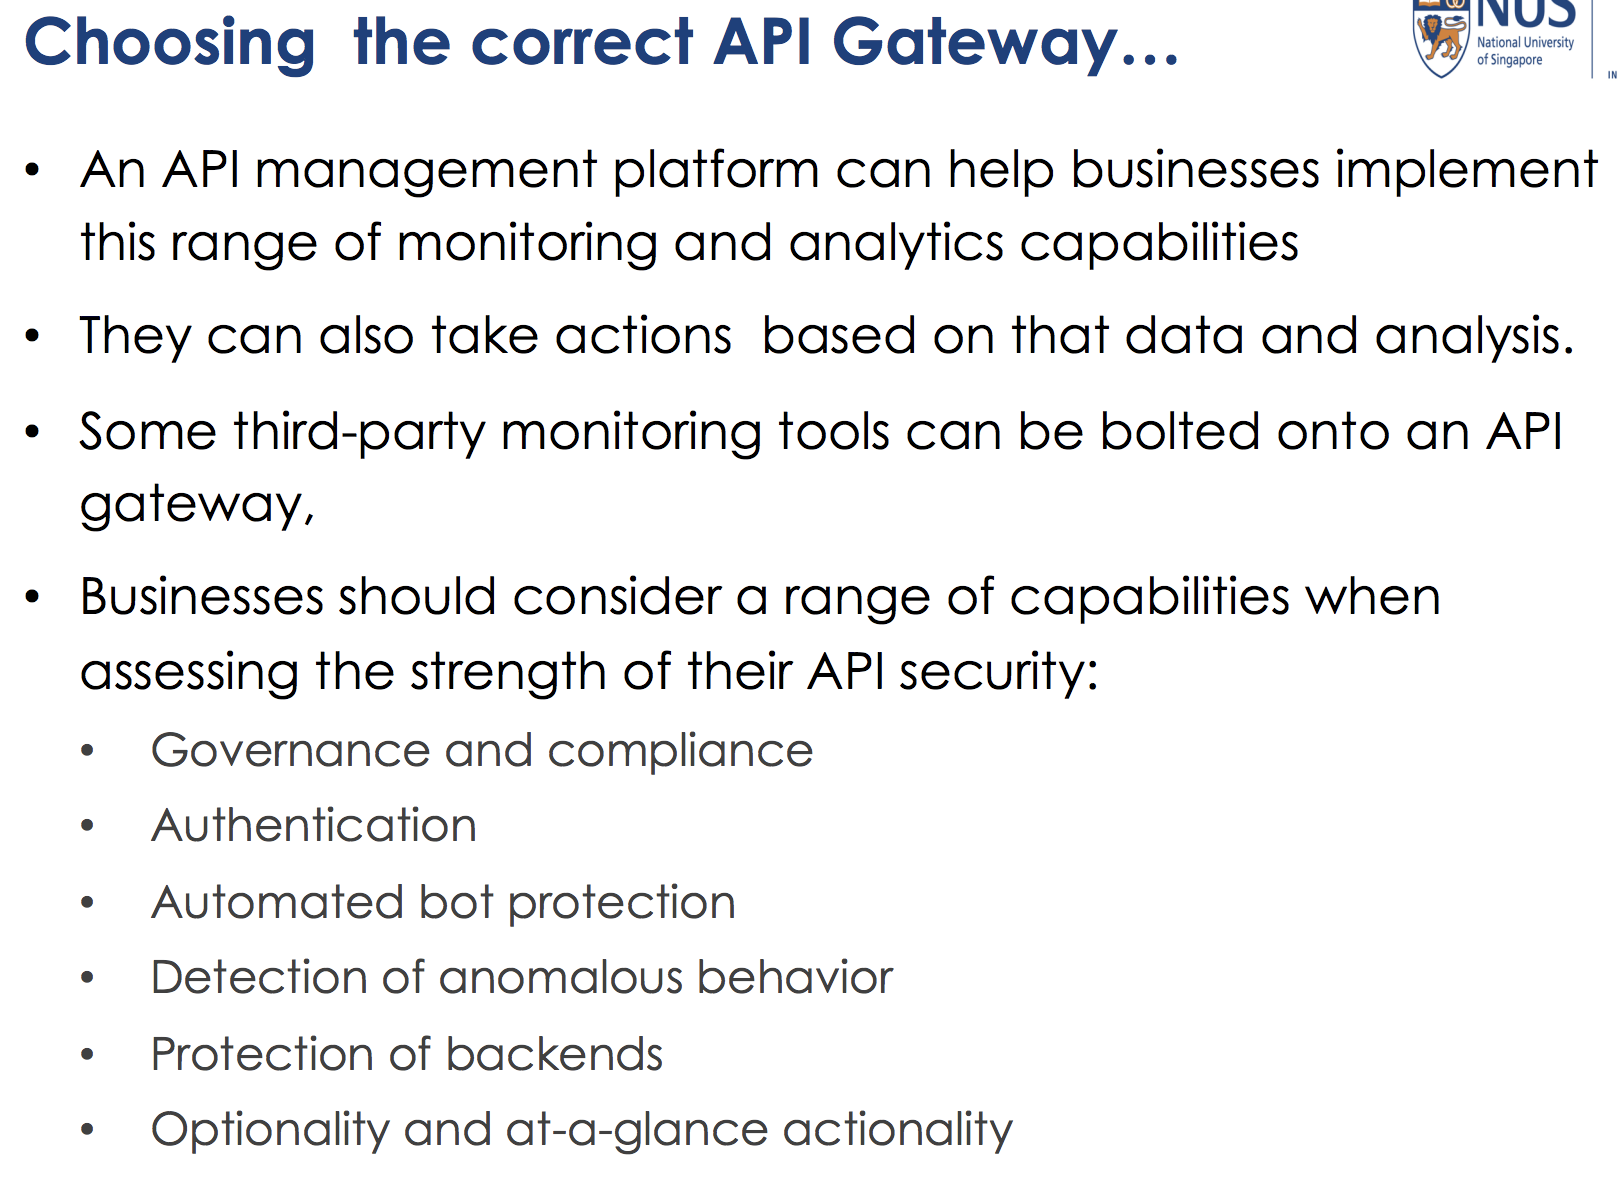 Choosing the correct API Gateway...
NUS
National University
of Singapore
IN
• An API management platform can help businesses implement
this range of monitoring and analytics capabilities
• They can also take actions based on that data and analysis.
• Some third-party monitoring tools can be bolted onto an API
gateway,
• Businesses should consider a range of capabilities when
assessing the strength of their API security:
• Governance and compliance
• Authentication
• Automated bot protection
• Detection of anomalous behavior
• Protection of backends
• Optionality and at-a-glance actionality